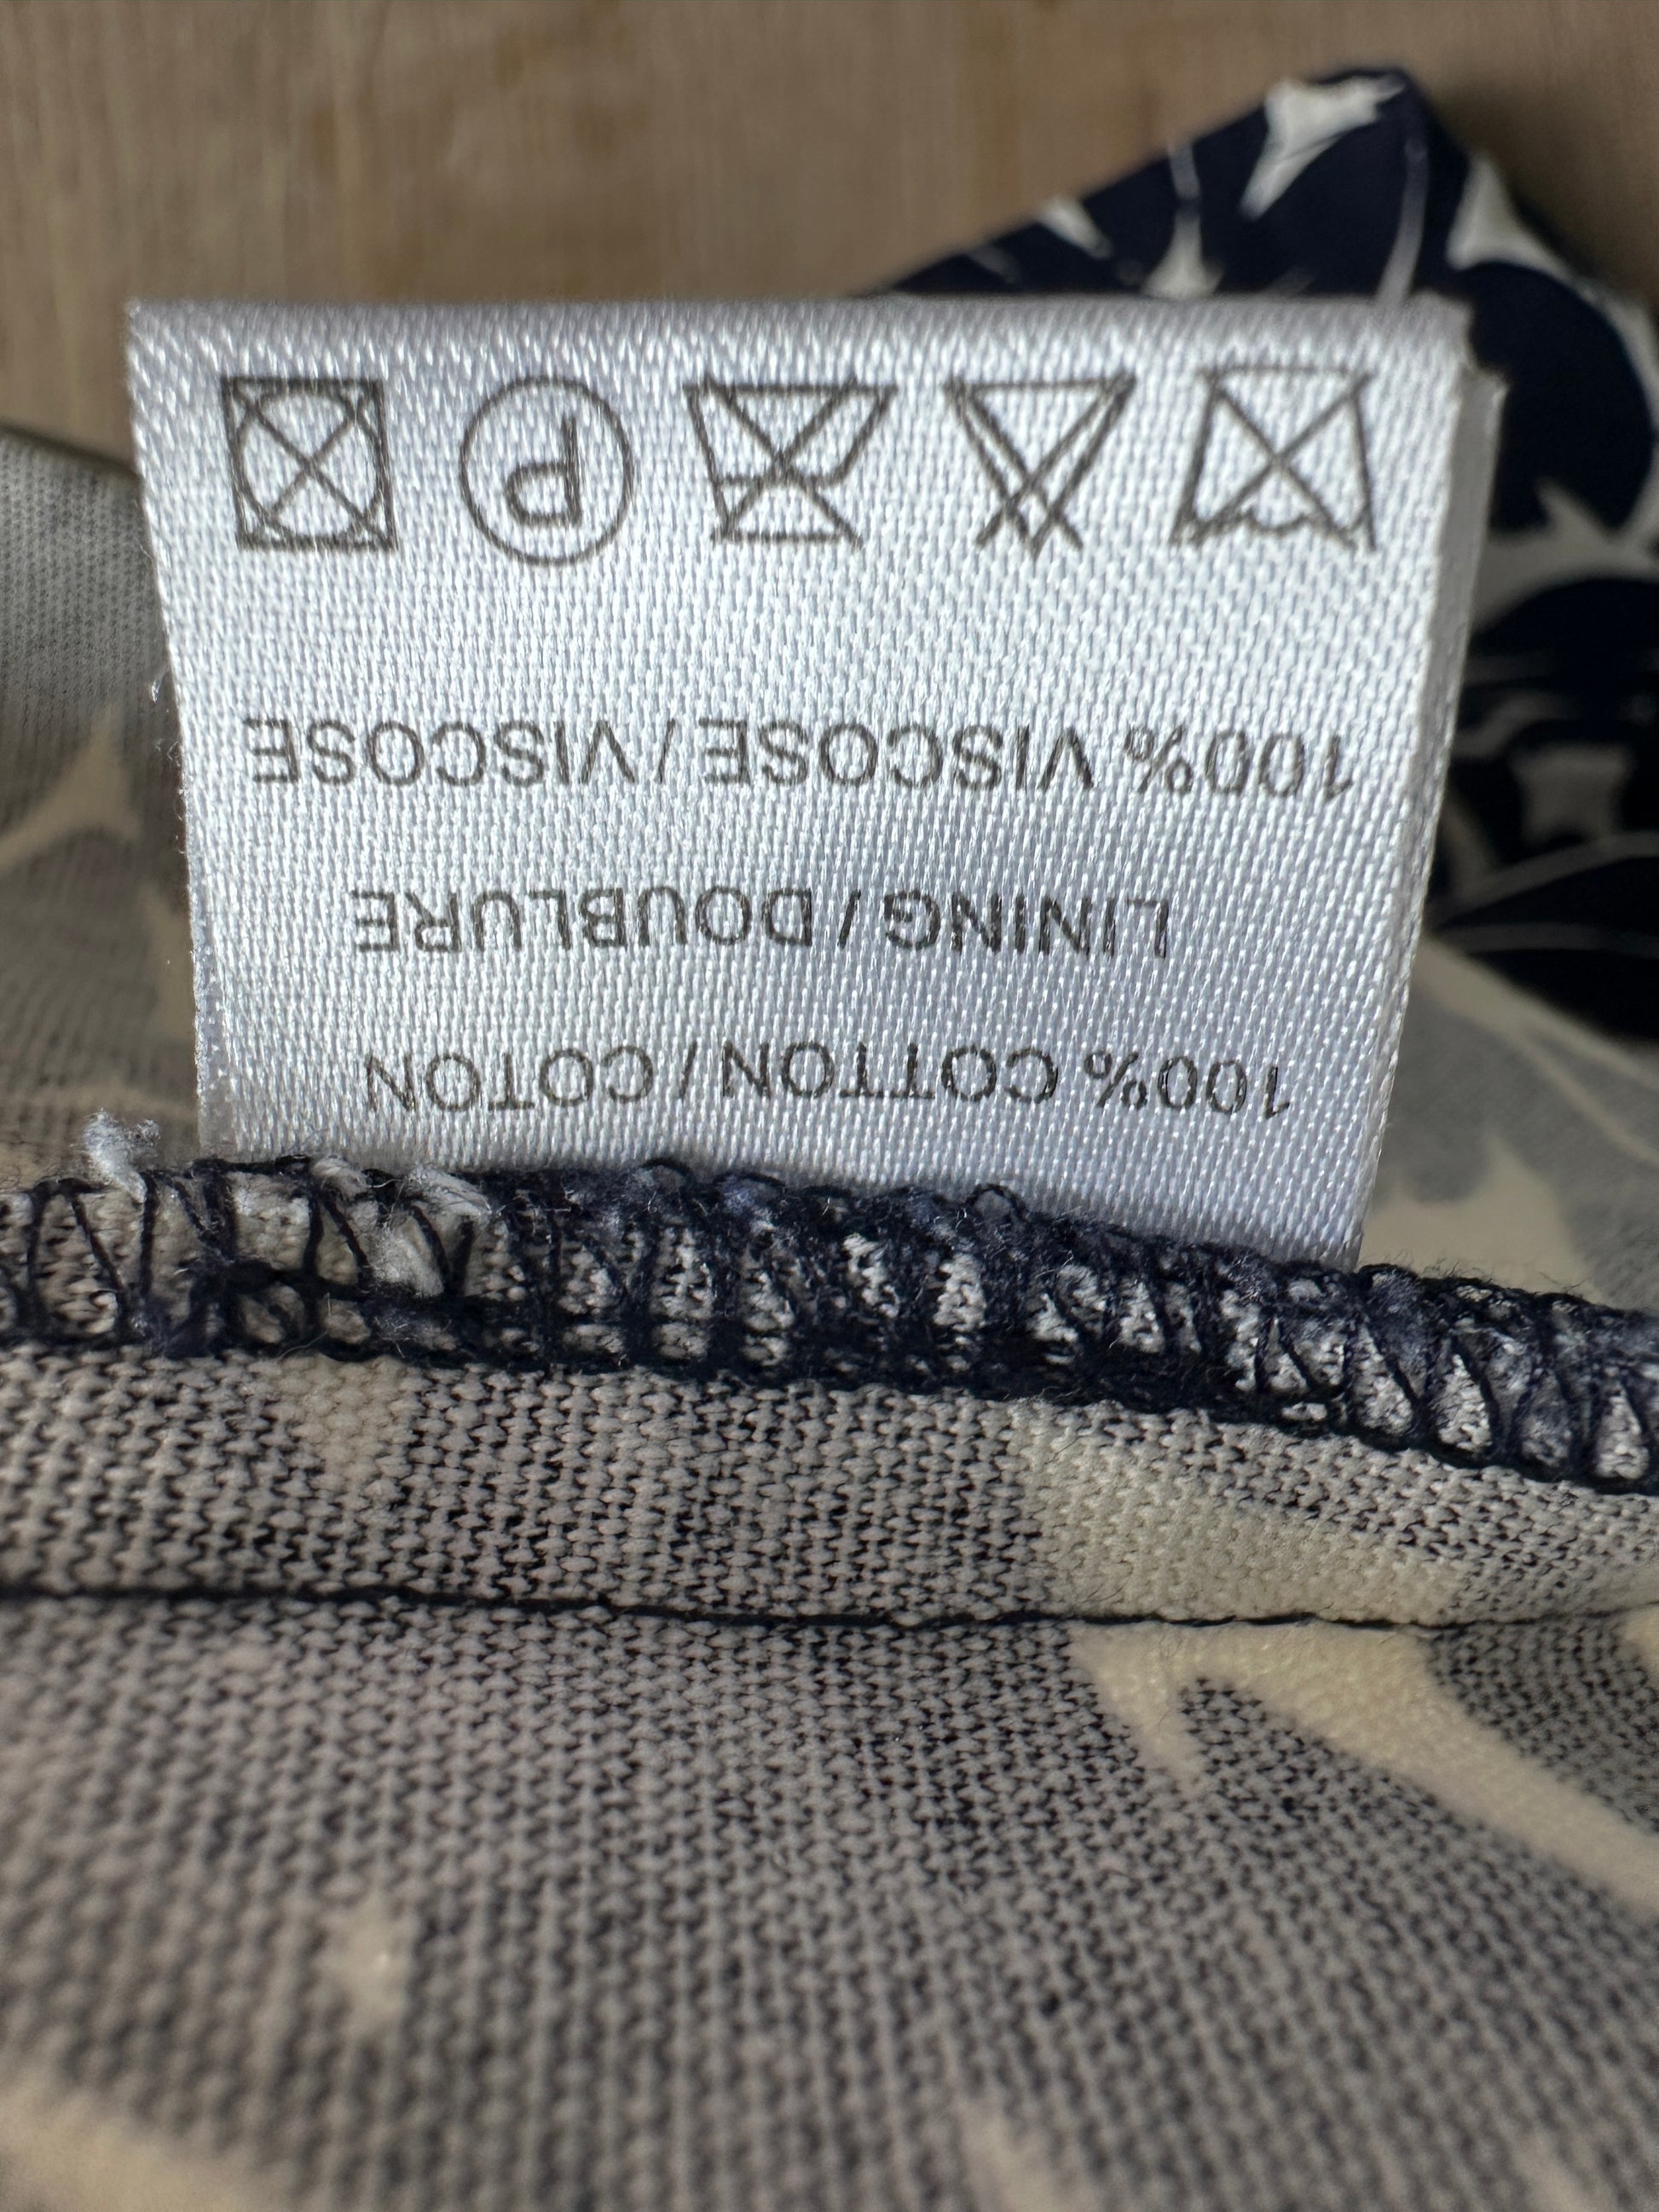 100% COTTON / COTON
LINING / DOUBLURE
100% VISCOSE / VISCOSE
P